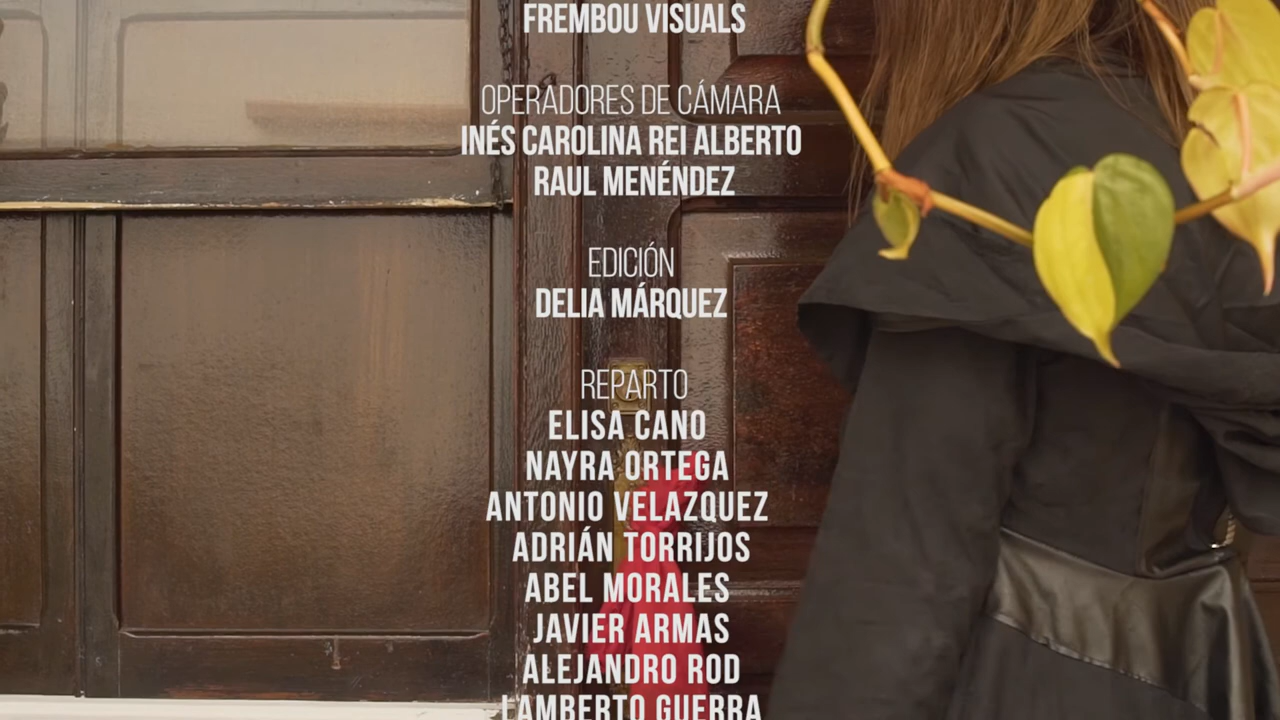 FREMBOU VISUALS
OPERADORES DE CÁMARA
INÉS CAROLINA REI ALBERTO
RAUL MENÉNDEZ
EDICIÓN
DELIA MÁRQUEZ
REPARTO
ELISA CANO
NAYRA ORTEGA
ANTONIO VELAZQUEZ
ADRIÁN TORRIJOS
ABEL MORALES
JAVIER ARMAS
ALEJANDRO ROD
LAMBERTO GUERRA